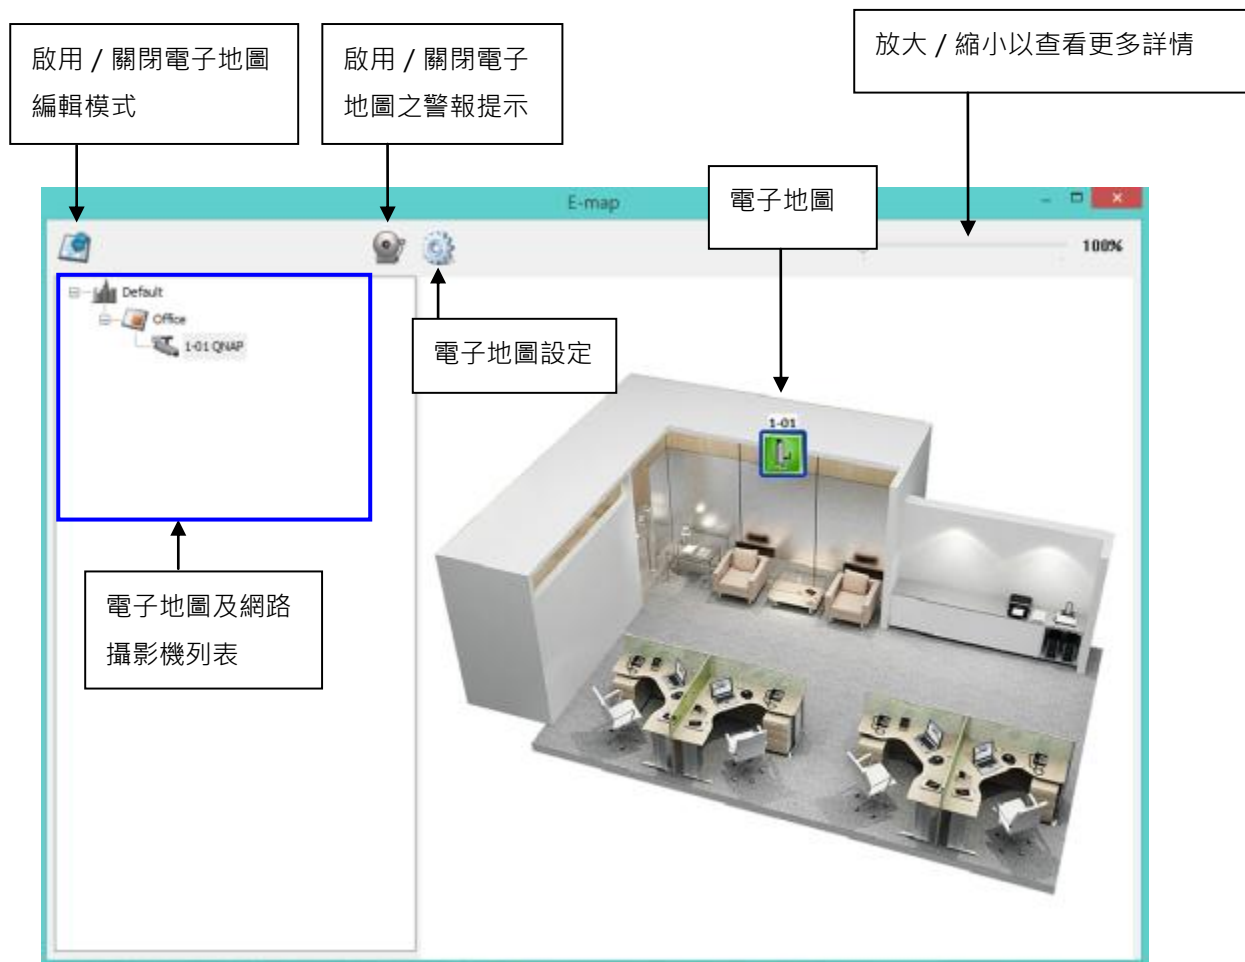 啟用 / 關閉電子地圖
編輯模式
啟用 / 關閉電子
地圖之警報提示
放大 / 縮小以查看更多詳情
電子地圖
E-map
100%
Default
Office
1-01 QNAP
電子地圖設定
1-01
電子地圖及網路
攝影機列表